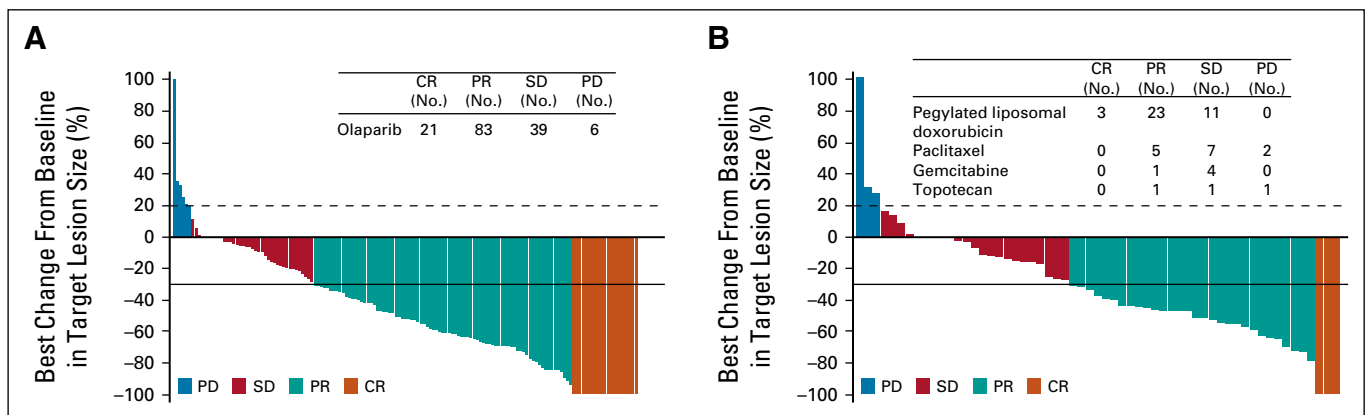 A
Best Change From Baseline
in Target Lesion Size (%)
100
80
60
40
20
0
−20
−40
−60
−80
−100
CR PR SD PD
(No.) (No.) (No.) (No.)
Olaparib 21 83 39 6
PD SD PR CR
B
Best Change From Baseline
in Target Lesion Size (%)
100
80
60
40
20
0
−20
−40
−60
−80
−100
CR PR SD PD
(No.) (No.) (No.) (No.)
Pegylated liposomal 3 23 11 0
doxorubicin
Paclitaxel 0 5 7 2
Gemcitabine 0 1 4 0
Topotecan 0 1 1 1
PD SD PR CR